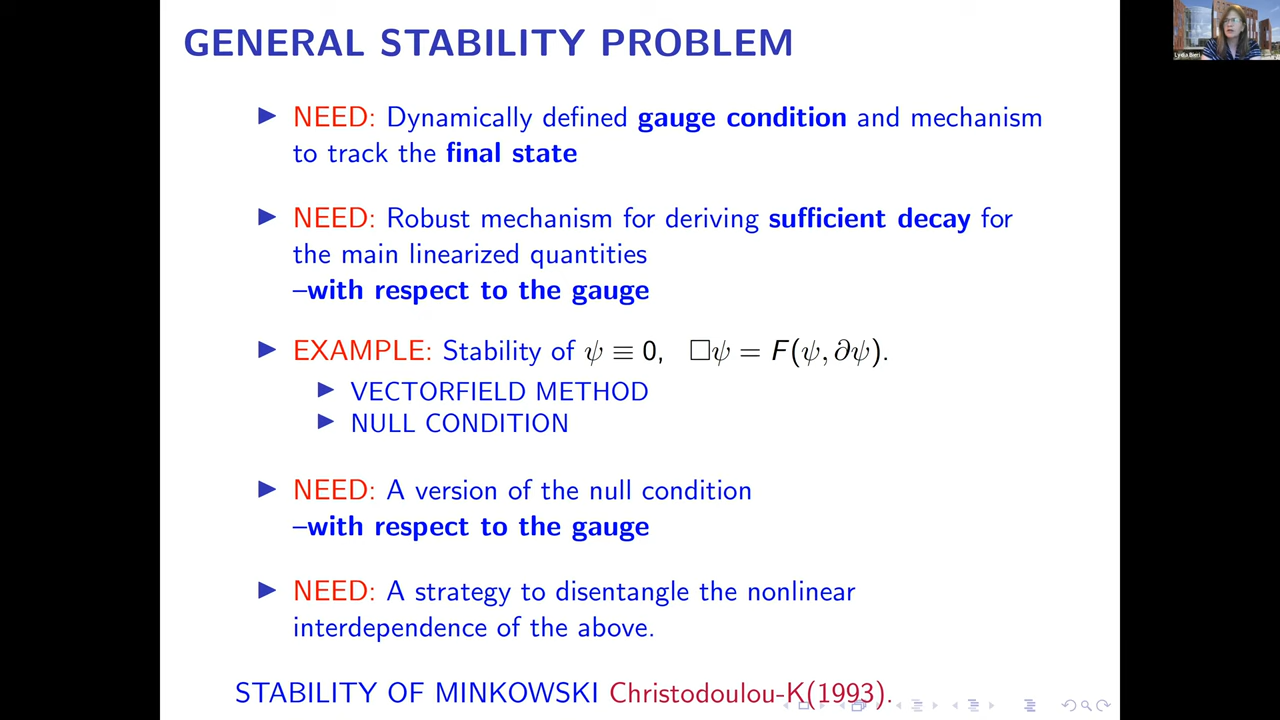 GENERAL STABILITY PROBLEM
Lydia Bieri
NEED: Dynamically defined gauge condition and mechanism
to track the final state
NEED: Robust mechanism for deriving sufficient decay for
the main linearized quantities
–with respect to the gauge
EXAMPLE: Stability of ψ ≡ 0, □ψ = F(ψ, ∂ψ).
VECTORFIELD METHOD
NULL CONDITION
NEED: A version of the null condition
–with respect to the gauge
NEED: A strategy to disentangle the nonlinear
interdependence of the above.
STABILITY OF MINKOWSKI Christodoulou-K(1993).